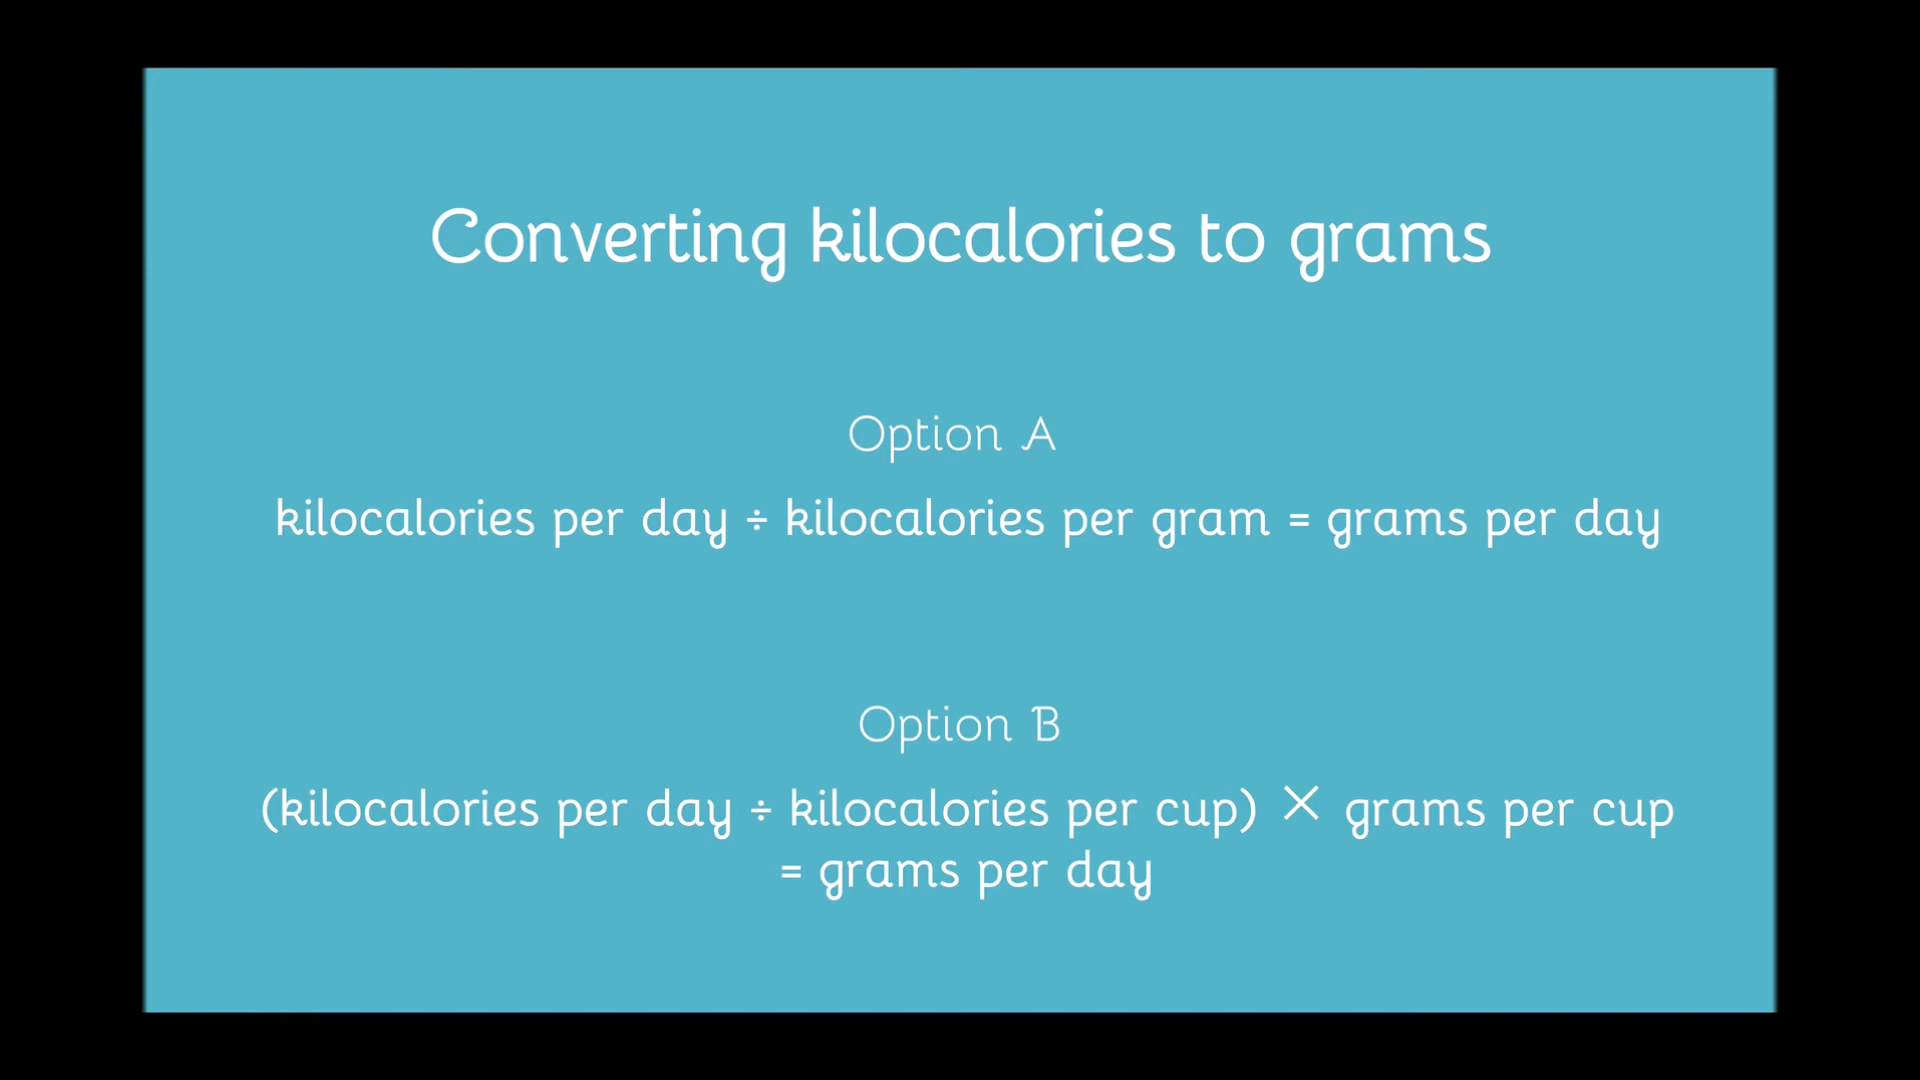 Converting kilocalories to grams
Option A
kilocalories per day ÷ kilocalories per gram = grams per day
Option B
(kilocalories per day ÷ kilocalories per cup) × grams per cup
= grams per day